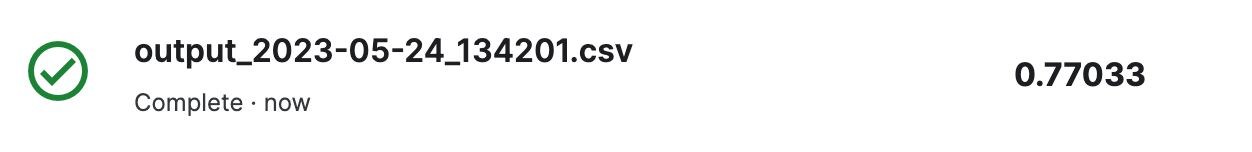 output_2023-05-24_134201.csv
0.77033
Complete · now